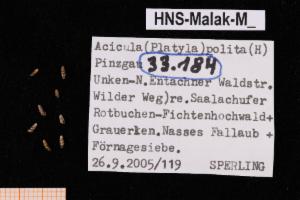 HNS-Malak-M_
Acicula(Platyla)polita(H)
Pinzgau 33.184
Unken-N.Entachner Waldstr.
Wilder Weg)re.Saalachufer
Rotbuchen-Fichtenhochwald+
Grauerken.Nasses Fallaub +
Förnagesiebe.
26.9.2005/119 SPERLING